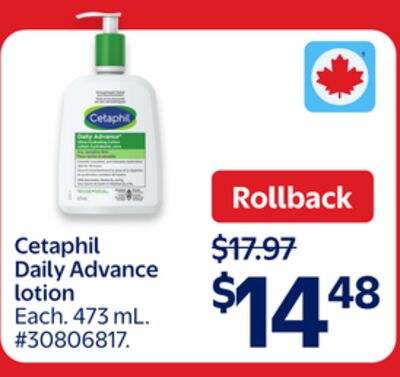 Cetaphil
Daily Advance
Rollback
$17.97
$14 48
Cetaphil
Daily Advance
lotion
Each. 473 mL.
#30806817.